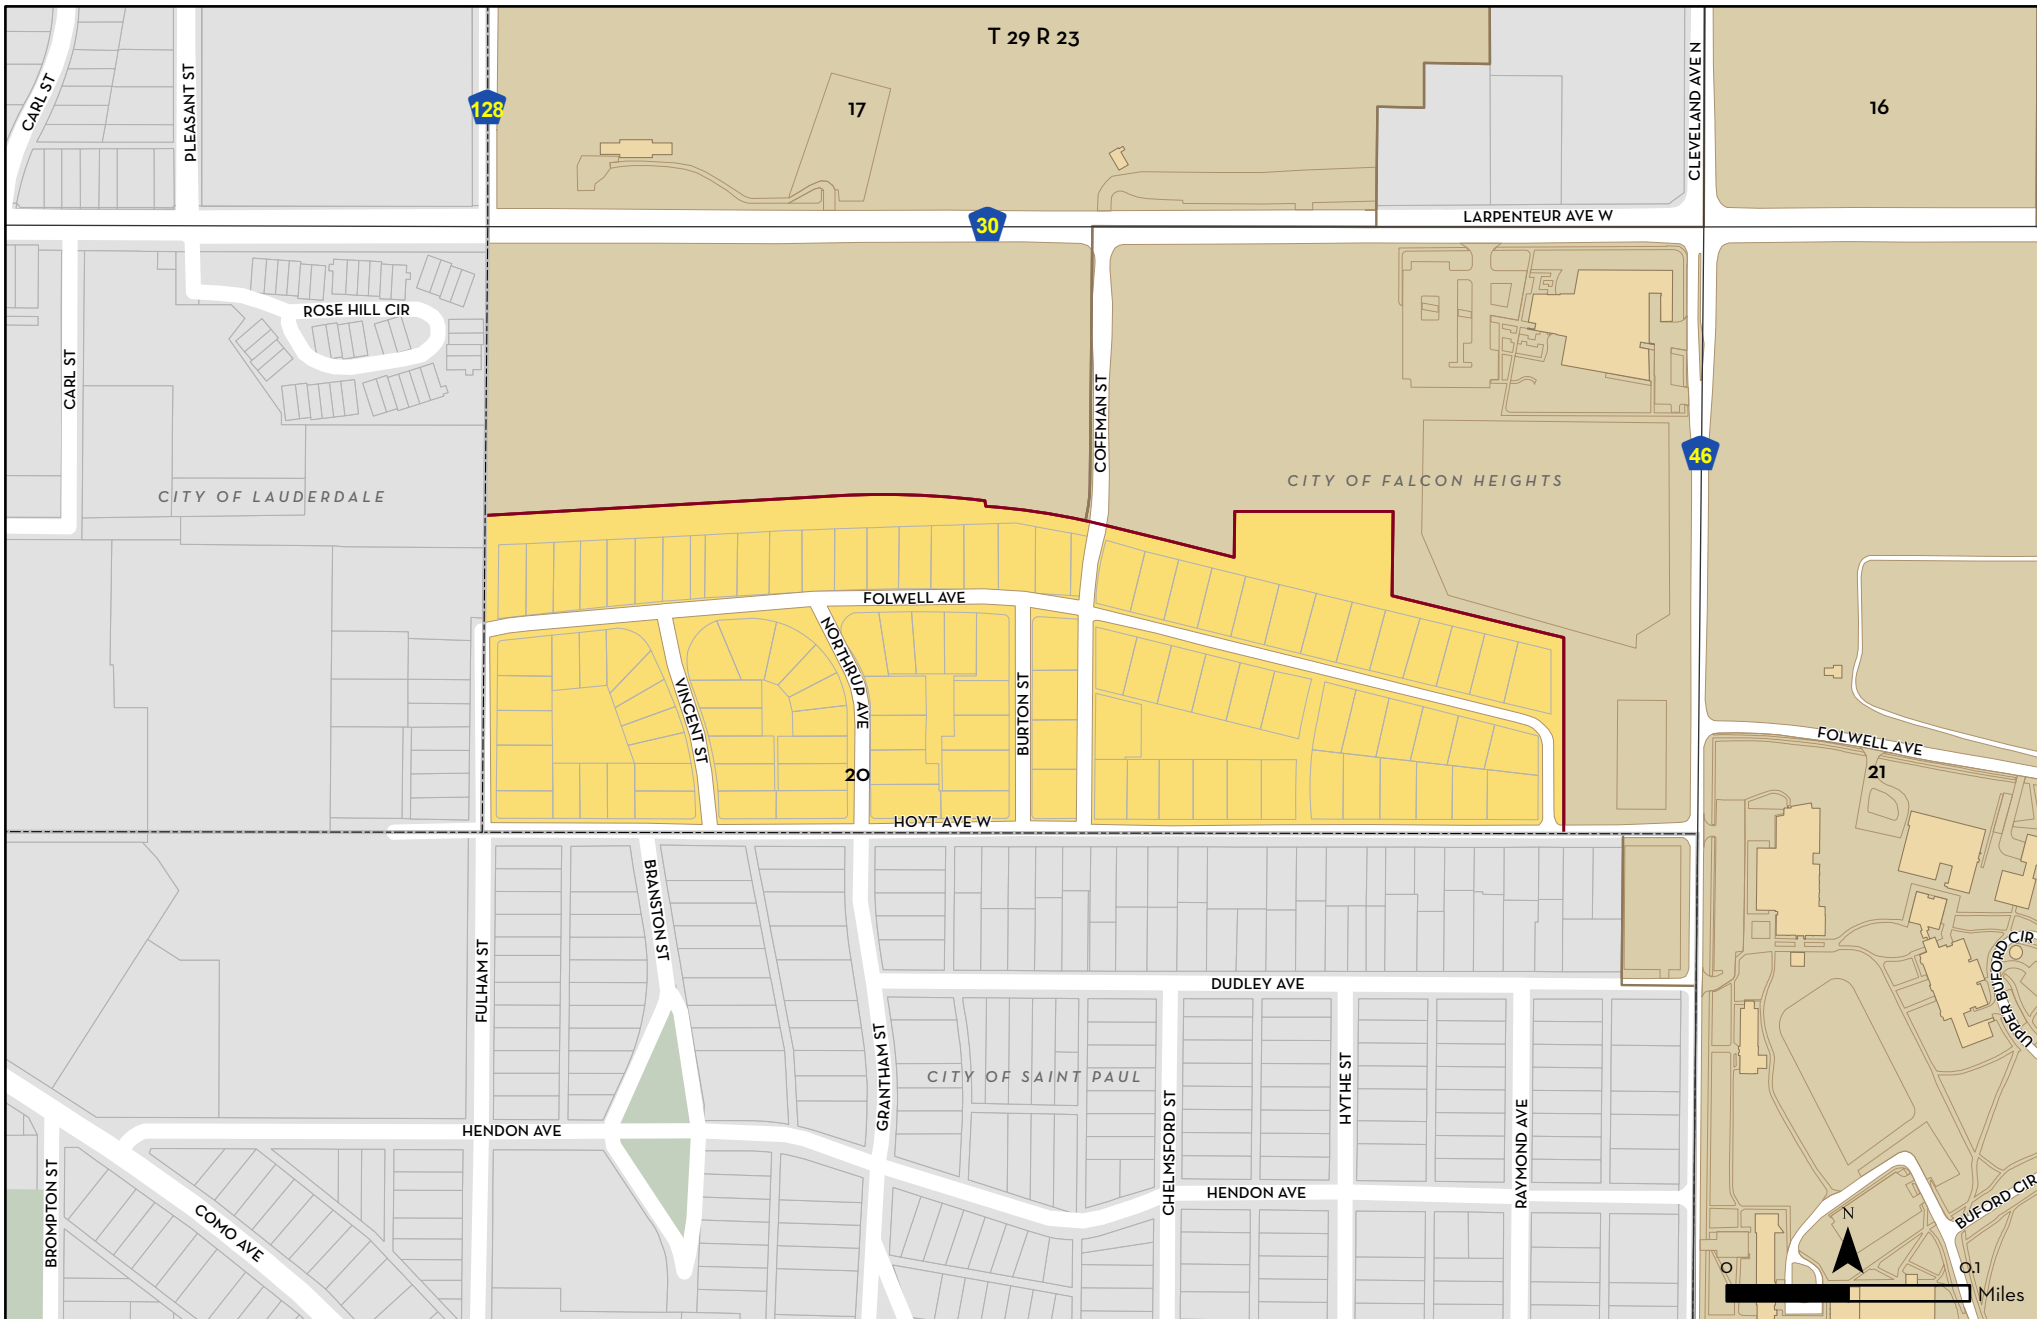 T 29 R 23
CARL ST
PLEASANT ST
128
17
CLEVELAND AVE N
16
30
LARPENTEUR AVE W
ROSE HILL CIR
CARL ST
COFFMAN ST
46
CITY OF LAUDERDALE
CITY OF FALCON HEIGHTS
FOLWELL AVE
NORTHRUP AVE
VINCENT ST
BURTON ST
FOLWELL AVE
20
21
HOYT AVE W
BRANSTON ST
FULHAM ST
DUDLEY AVE
UPPER BUFORD CIR
GRANTHAM ST
CITY OF SAINT PAUL
CHELMSFORD ST
HYTHE ST
RAYMOND AVE
HENDON AVE
HENDON AVE
BROMPTON ST
COMO AVE
BUFORD CIR
N
0
0.1
Miles